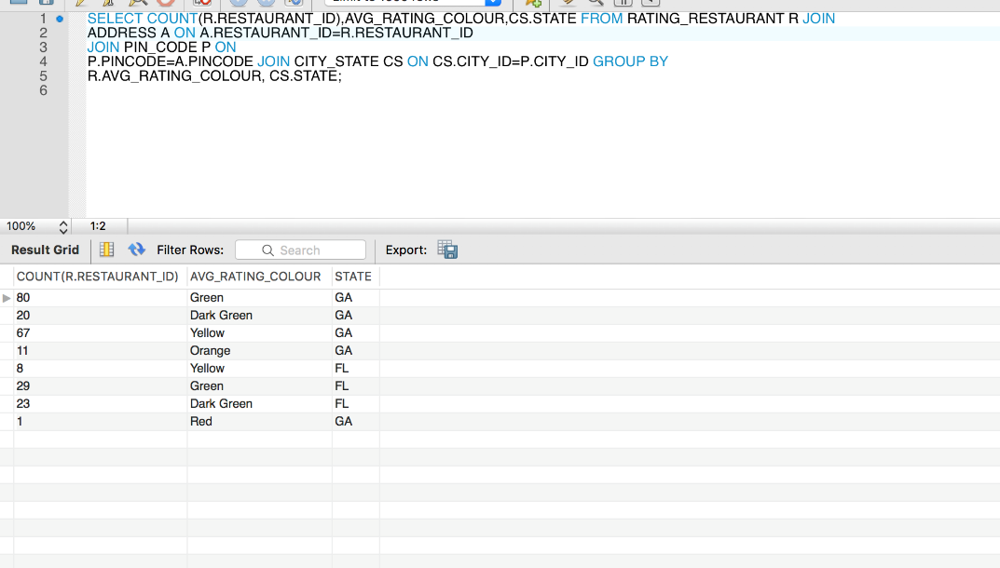 1 SELECT COUNT(R.RESTAURANT_ID),AVG_RATING_COLOUR,CS.STATE FROM RATING_RESTAURANT R JOIN
2 ADDRESS A ON A.RESTAURANT_ID=R.RESTAURANT_ID
3 JOIN PIN_CODE P ON
4 P.PINCODE=A.PINCODE JOIN CITY_STATE CS ON CS.CITY_ID=P.CITY_ID GROUP BY
5 R.AVG_RATING_COLOUR, CS.STATE;
6
100% 1:2
Result Grid Filter Rows: Search Export:
COUNT(R.RESTAURANT_ID) AVG_RATING_COLOUR STATE
80 Green GA
20 Dark Green GA
67 Yellow GA
11 Orange GA
8 Yellow FL
29 Green FL
23 Dark Green FL
1 Red GA